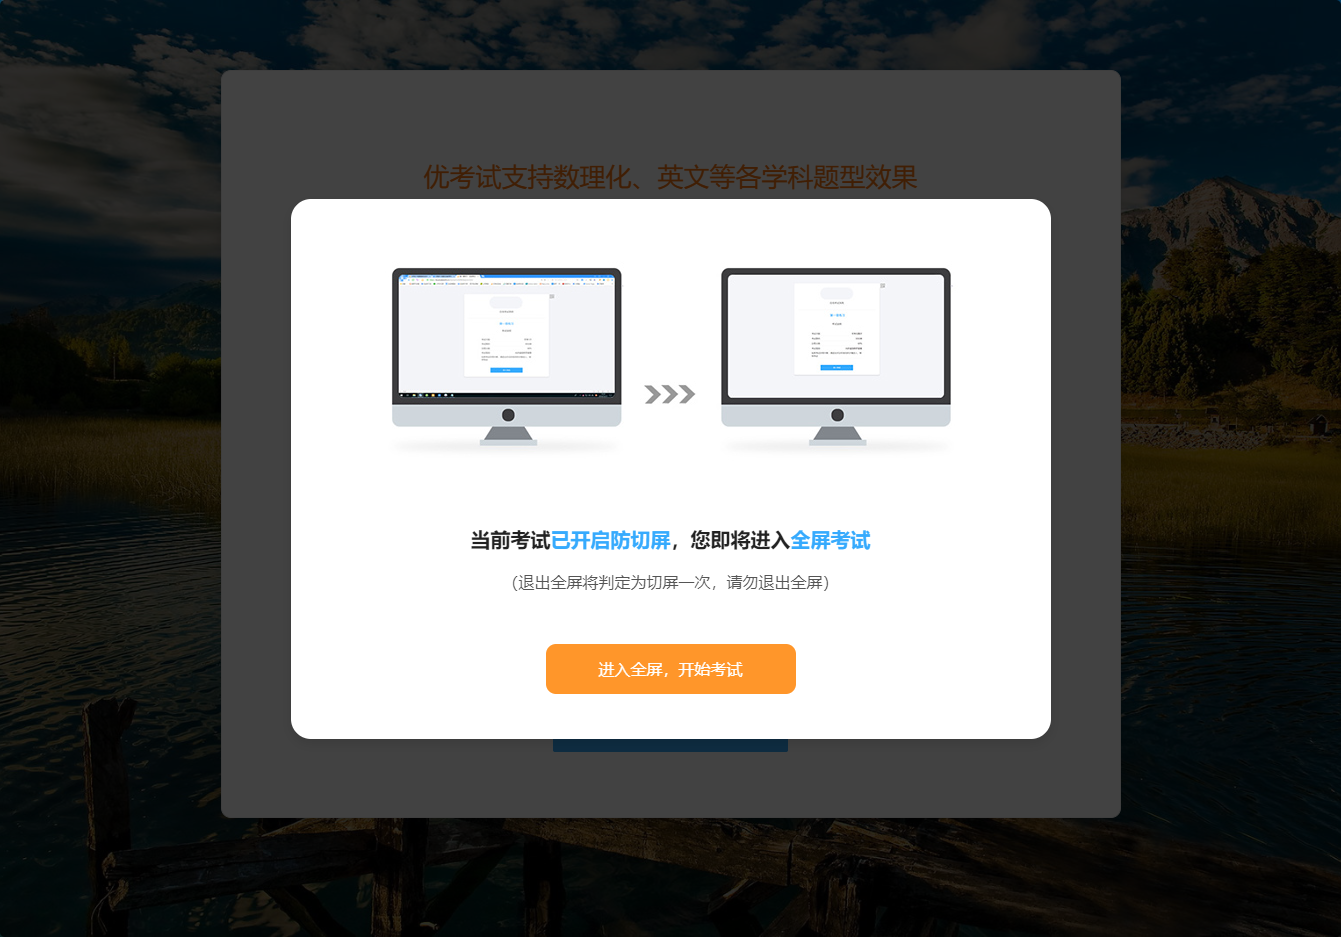 优考试支持数理化、英文等各学科题型效果
当前考试已开启防切屏，您即将进入全屏考试
（退出全屏将判定为切屏一次，请勿退出全屏）
进入全屏，开始考试